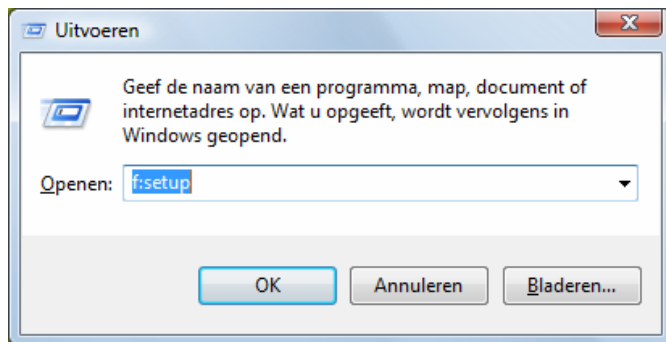 Uitvoeren
Geef de naam van een programma, map, document of
internetadres op. Wat u opgeeft, wordt vervolgens in
Windows geopend.
Openen: f:setup
OK Annuleren Bladeren...